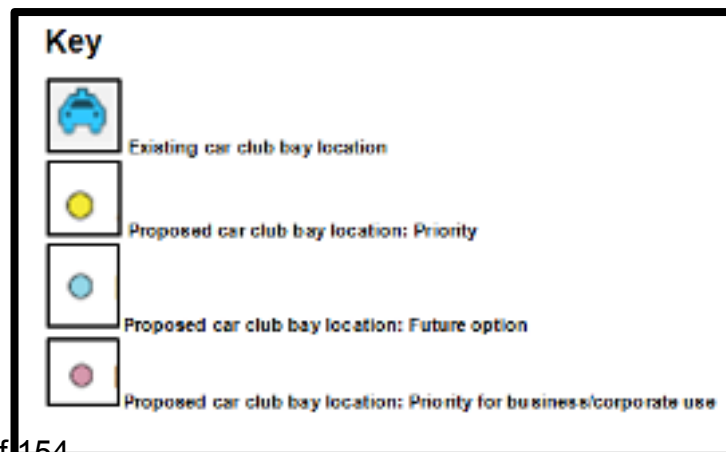 Key
Existing car club bay location
Proposed car club bay location: Priority
Proposed car club bay location: Future option
Proposed car club bay location: Priority for business/corporate use
f 154